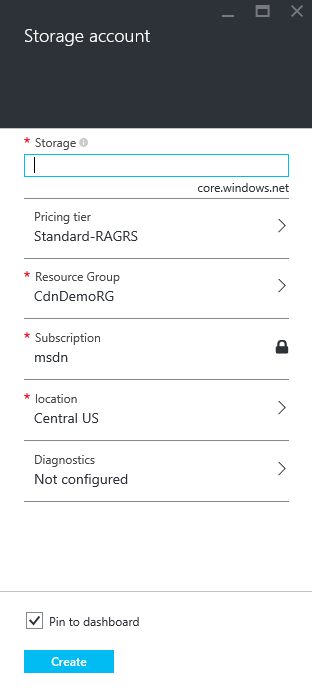 Storage account
* Storage
core.windows.net
Pricing tier
Standard-RAGRS
* Resource Group
CdnDemoRG
* Subscription
msdn
* location
Central US
Diagnostics
Not configured
Pin to dashboard
Create